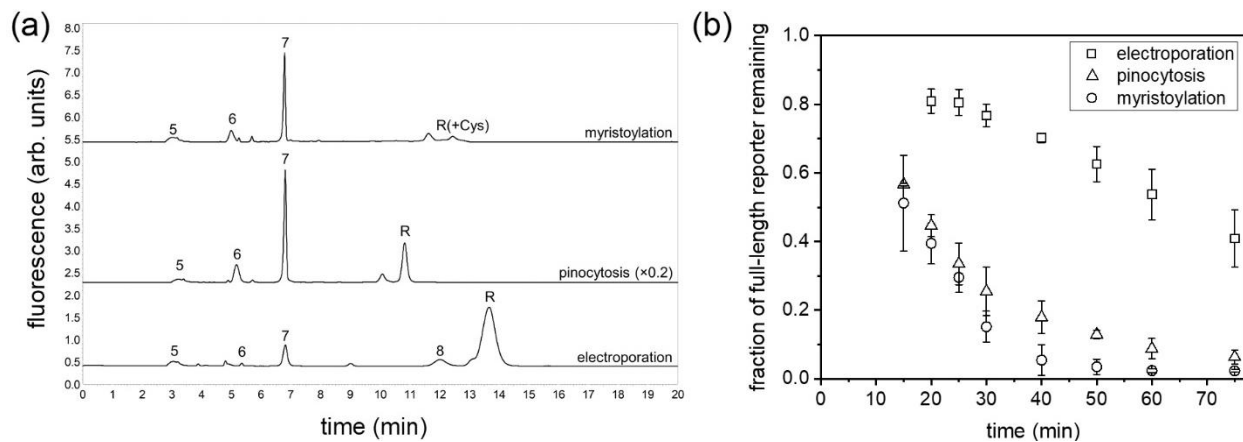 (a)
8.0
7.5
7.0
6.5
6.0
5.5
5.0
4.5
4.0
3.5
3.0
2.5
2.0
1.5
1.0
0.5
0.0
fluorescence (arb. units)
5
6
7
R(+Cys)
myristoylation
5
6
7
R
pinocytosis (×0.2)
5
6
7
8
R
electroporation
0 1 2 3 4 5 6 7 8 9 10 11 12 13 14 15 16 17 18 19 20
time (min)
(b)
1.0
0.8
0.6
0.4
0.2
0.0
fraction of full-length reporter remaining
electroporation
pinocytosis
myristoylation
0 10 20 30 40 50 60 70
time (min)